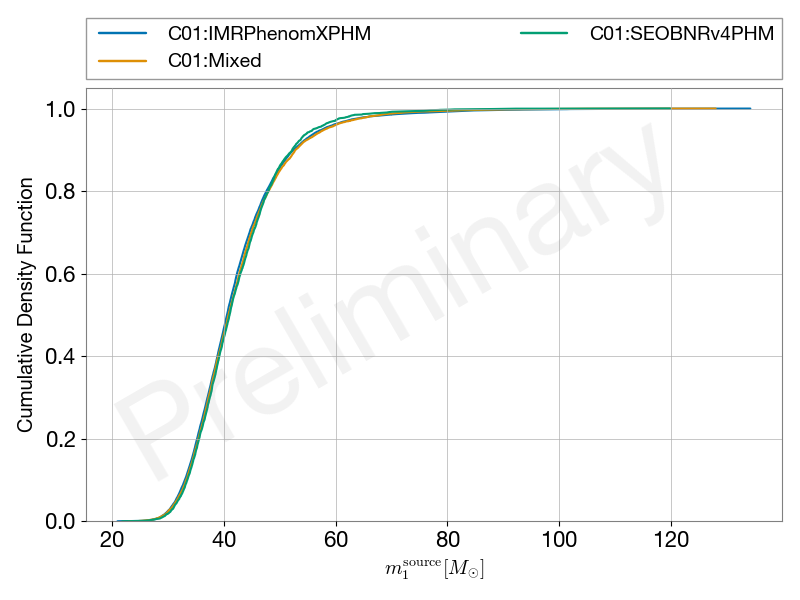 C01:IMRPhenomXPHM
C01:Mixed
C01:SEOBNRv4PHM
Cumulative Density Function
1.0
0.8
0.6
0.4
0.2
0.0
Preliminary
20 40 60 80 100 120
m₁^source [M⊙]